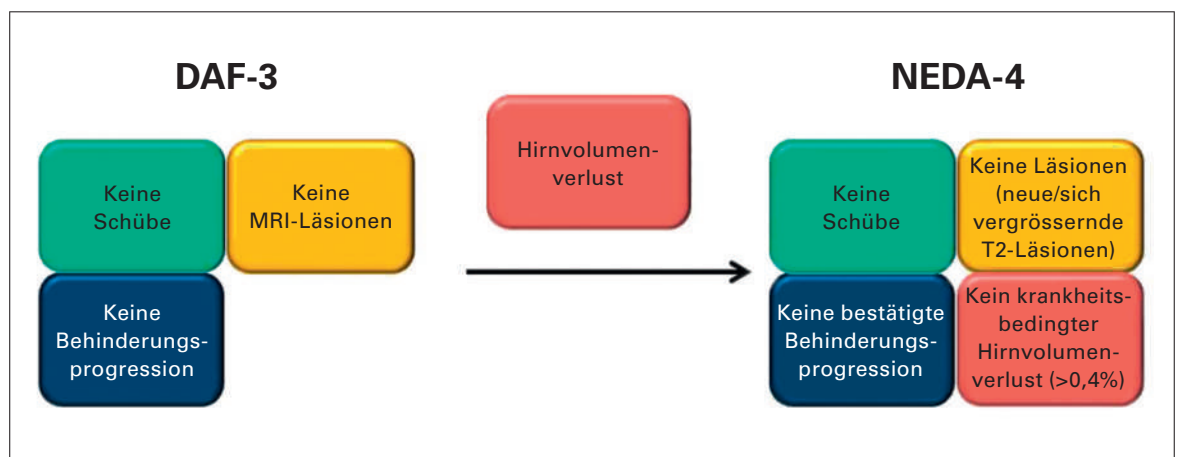 DAF-3
Keine
Schübe
Keine
MRI-Läsionen
Keine
Behinderungs-
progression
Hirnvolumen-
verlust
NEDA-4
Keine
Schübe
Keine Läsionen
(neue/sich
vergrössernde
T2-Läsionen)
Keine bestätigte
Behinderungs-
progression
Kein krankheits-
bedingter
Hirnvolumen-
verlust (>0,4%)